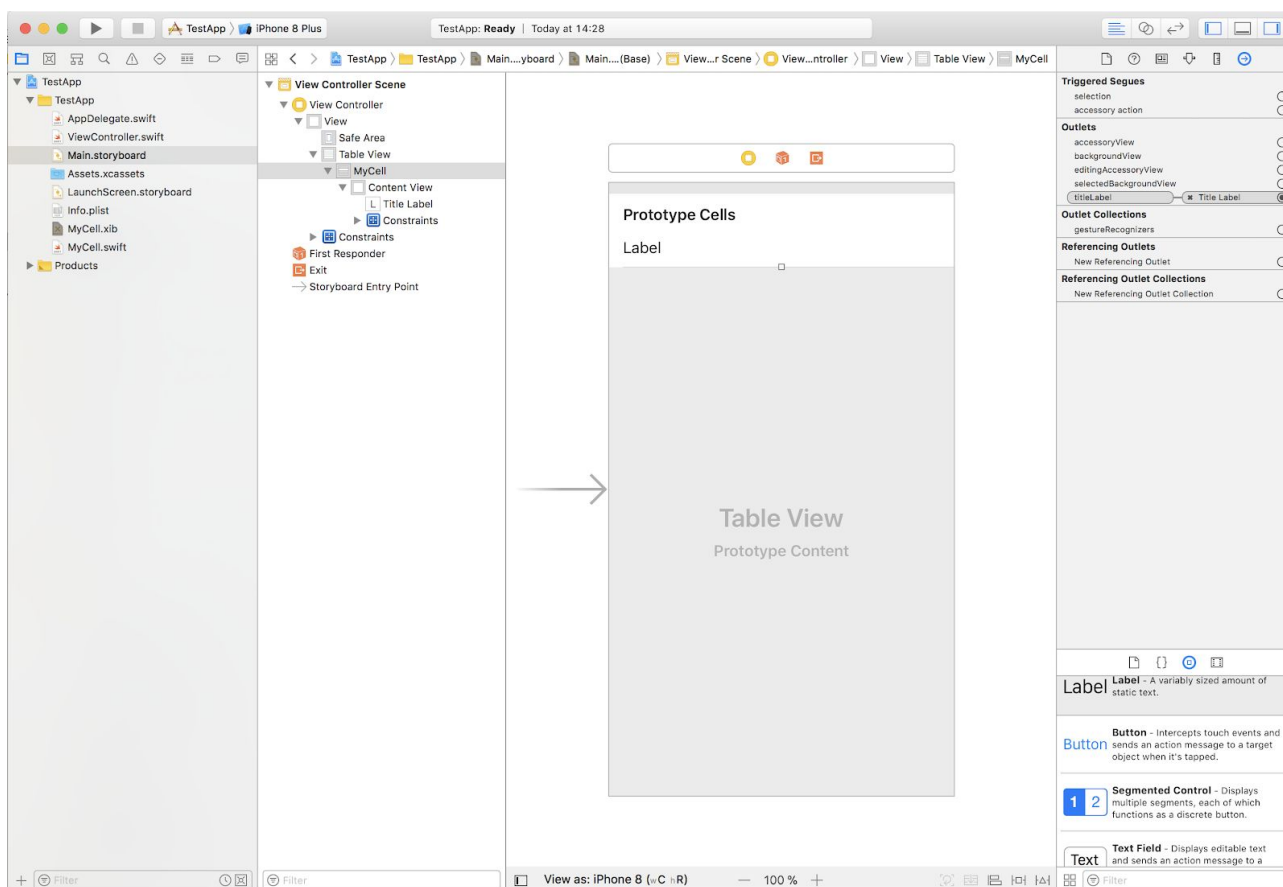 TestApp iPhone 8 Plus
TestApp: Ready | Today at 14:28
TestApp TestApp Main....yboard Main....(Base) View...r Scene View...ntroller View Table View MyCell
TestApp
TestApp
AppDelegate.swift
ViewController.swift
Main.storyboard
Assets.xcassets
LaunchScreen.storyboard
Info.plist
MyCell.xib
MyCell.swift
Products
Filter
View Controller Scene
View Controller
View
Safe Area
Table View
MyCell
Content View
L Title Label
Constraints
Constraints
First Responder
Exit
Storyboard Entry Point
Filter
Prototype Cells
Label
Table View
Prototype Content
View as: iPhone 8 (wC hR) — 100 % +
Triggered Segues
selection
accessory action
Outlets
accessoryView
backgroundView
editingAccessoryView
selectedBackgroundView
titleLabel Title Label
Outlet Collections
gestureRecognizers
Referencing Outlets
New Referencing Outlet
Referencing Outlet Collections
New Referencing Outlet Collection
{}
Label Label - A variably sized amount of
static text.
Button - Intercepts touch events and
Button sends an action message to a target
object when it's tapped.
Segmented Control - Displays
1 2 multiple segments, each of which
functions as a discrete button.
Text Field - Displays editable text
Text and sends an action message to a
Filter